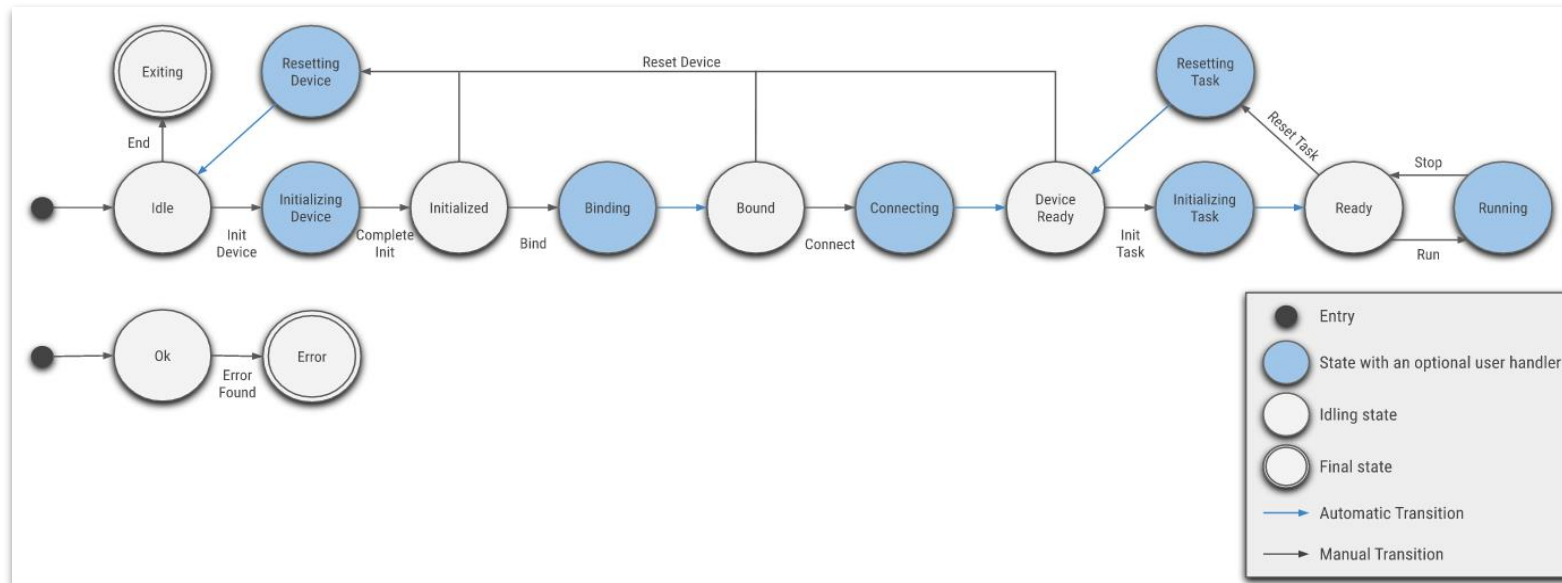 Exiting
Resetting
Device
Reset Device
Resetting
Task
End
Reset Task
Stop
Idle
Initializing
Device
Initialized
Binding
Bound
Connecting
Device
Ready
Initializing
Task
Ready
Running
Init
Device
Complete
Init
Bind
Connect
Init
Task
Run
Ok
Error
Error
Found
Entry
State with an optional user handler
Idling state
Final state
Automatic Transition
Manual Transition